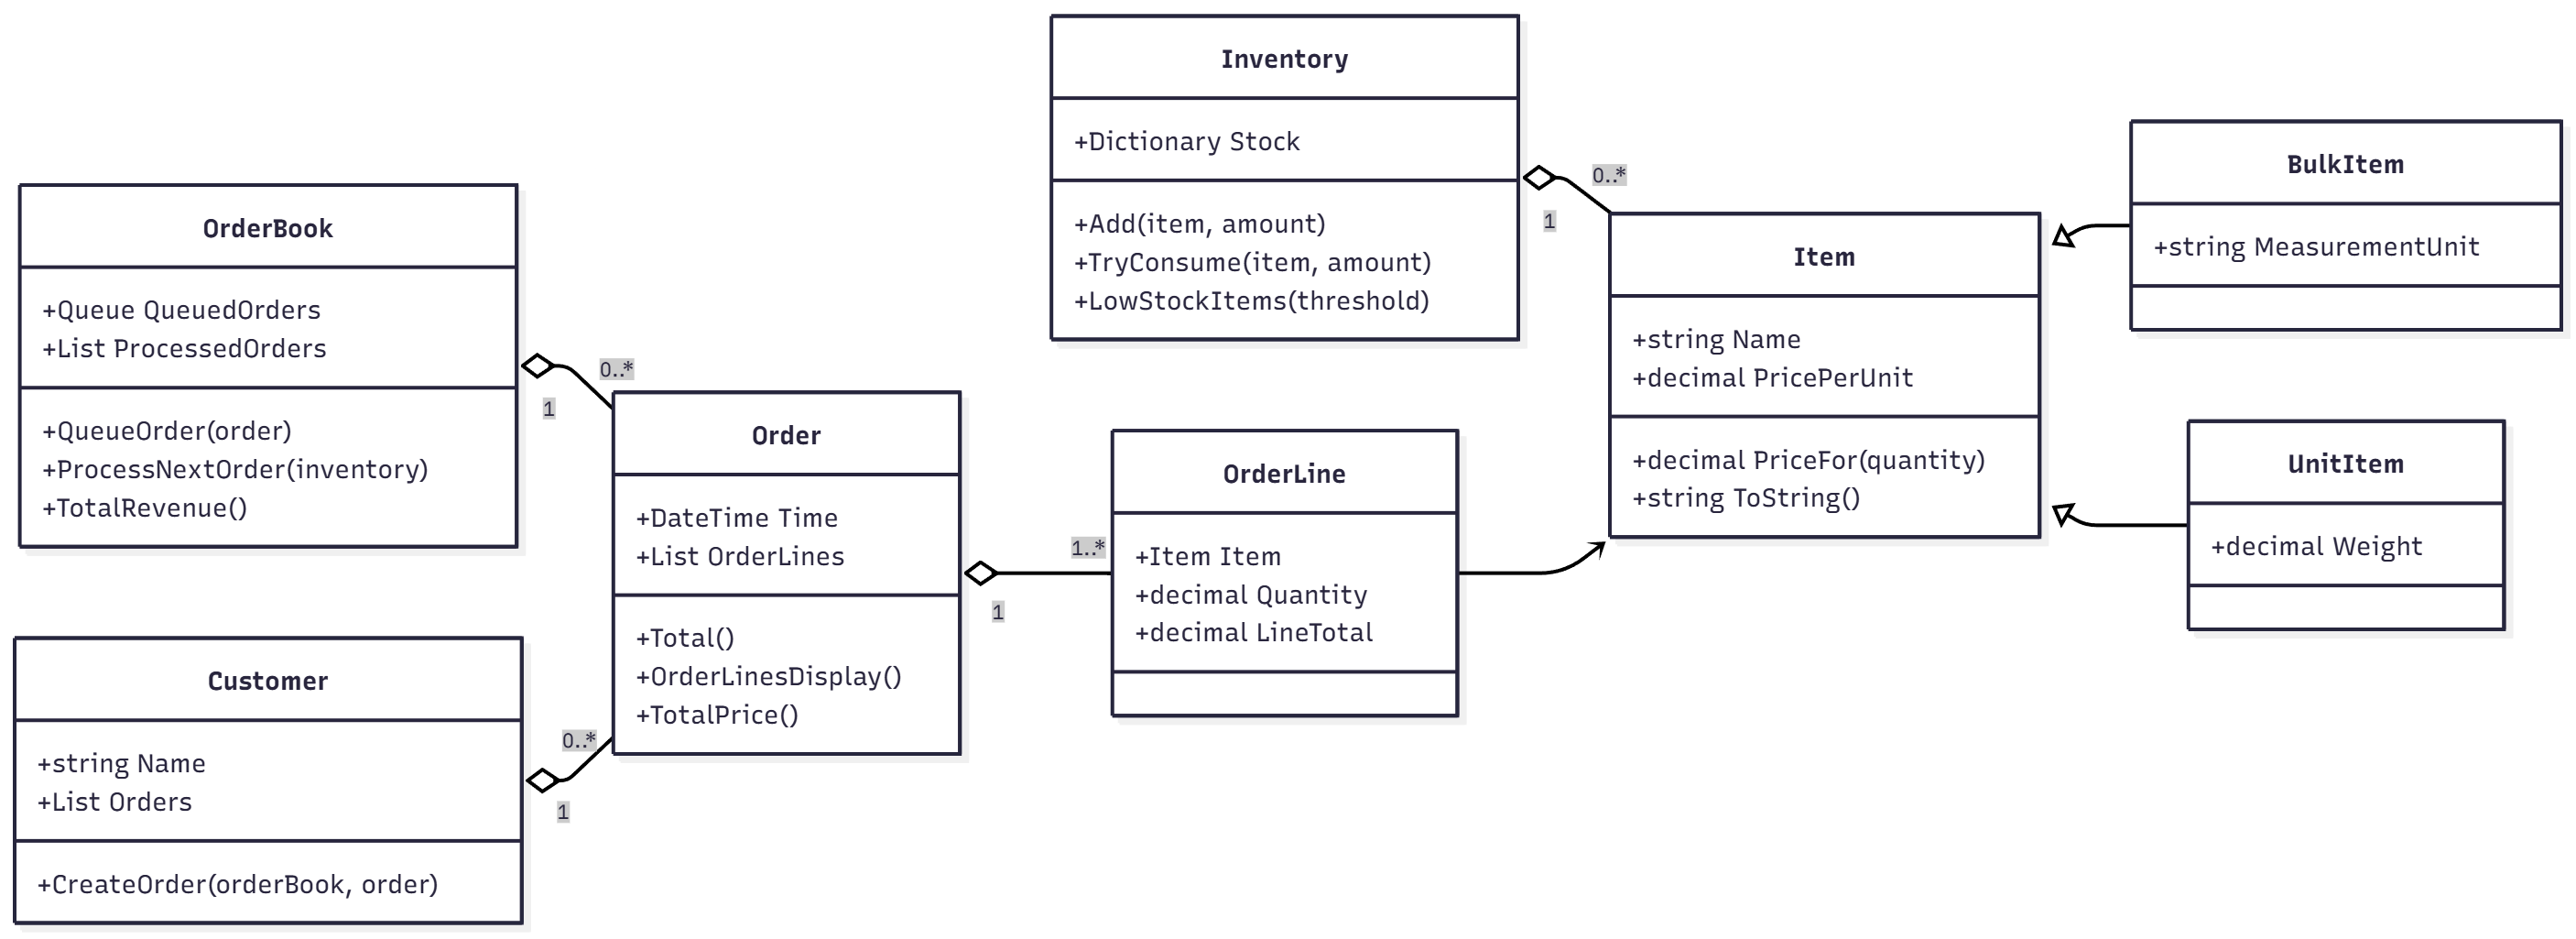 OrderBook
+Queue QueuedOrders
+List ProcessedOrders
+QueueOrder(order)
+ProcessNextOrder(inventory)
+TotalRevenue()
0..*
1
Customer
+string Name
+List Orders
+CreateOrder(orderBook, order)
0..*
1
Order
+DateTime Time
+List OrderLines
+Total()
+OrderLinesDisplay()
+TotalPrice()
1..*
1
Inventory
+Dictionary Stock
+Add(item, amount)
+TryConsume(item, amount)
+LowStockItems(threshold)
0..*
1
OrderLine
+Item Item
+decimal Quantity
+decimal LineTotal
Item
+string Name
+decimal PricePerUnit
+decimal PriceFor(quantity)
+string ToString()
BulkItem
+string MeasurementUnit
UnitItem
+decimal Weight